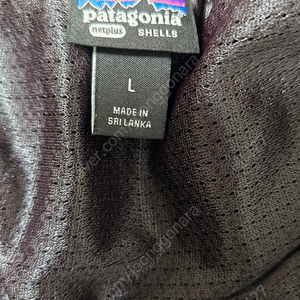 patagonia
netplus SHELLS
L
MADE IN
SRI LANKA